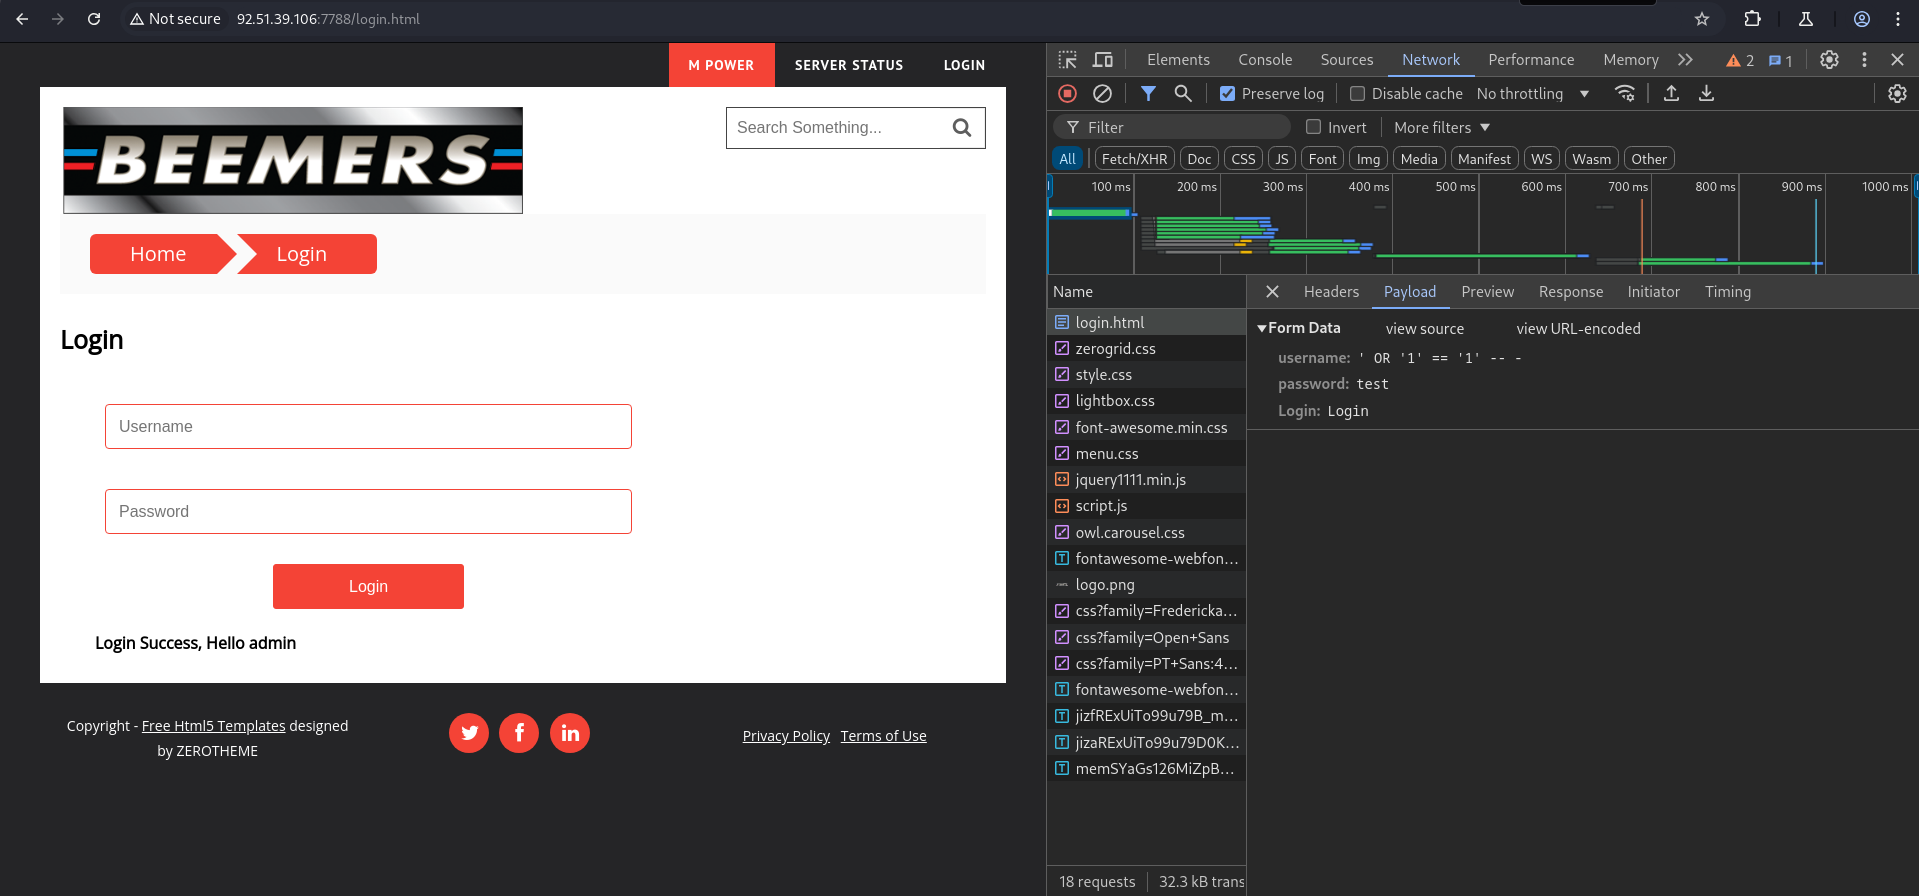 Not secure 92.51.39.106:7788/login.html
M POWER SERVER STATUS LOGIN
BEEMERS
Search Something...
Home Login
Login
Username
Password
Login
Login Success, Hello admin
Copyright - Free Html5 Templates designed
by ZEROTHEME
Privacy Policy Terms of Use
Elements Console Sources Network Performance Memory 2 1
Preserve log Disable cache No throttling
Filter Invert More filters
All Fetch/XHR Doc CSS JS Font Img Media Manifest WS Wasm Other
100 ms 200 ms 300 ms 400 ms 500 ms 600 ms 700 ms 800 ms 900 ms 1000 ms
Name
login.html
zerogrid.css
style.css
lightbox.css
font-awesome.min.css
menu.css
jquery1111.min.js
script.js
owl.carousel.css
fontawesome-webfon...
logo.png
css?family=Fredericka...
css?family=Open+Sans
css?family=PT+Sans:4...
fontawesome-webfon...
jizfRExUiTo99u79B_m...
jizaRExUiTo99u79D0K...
memSYaGs126MiZpB...
18 requests 32.3 kB trans
Headers Payload Preview Response Initiator Timing
Form Data view source view URL-encoded
username: ' OR '1' == '1' -- -
password: test
Login: Login